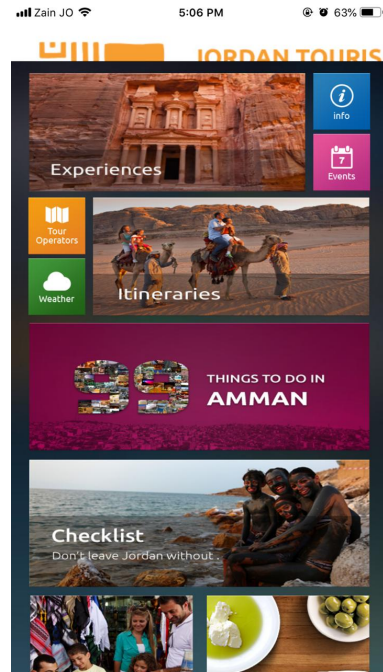 Zain JO
5:06 PM
63%
JORDAN TOURIS
Experiences
i
info
7
Events
Tour
Operators
Itineraries
Weather
99
THINGS TO DO IN
AMMAN
Checklist
Don't leave Jordan without .